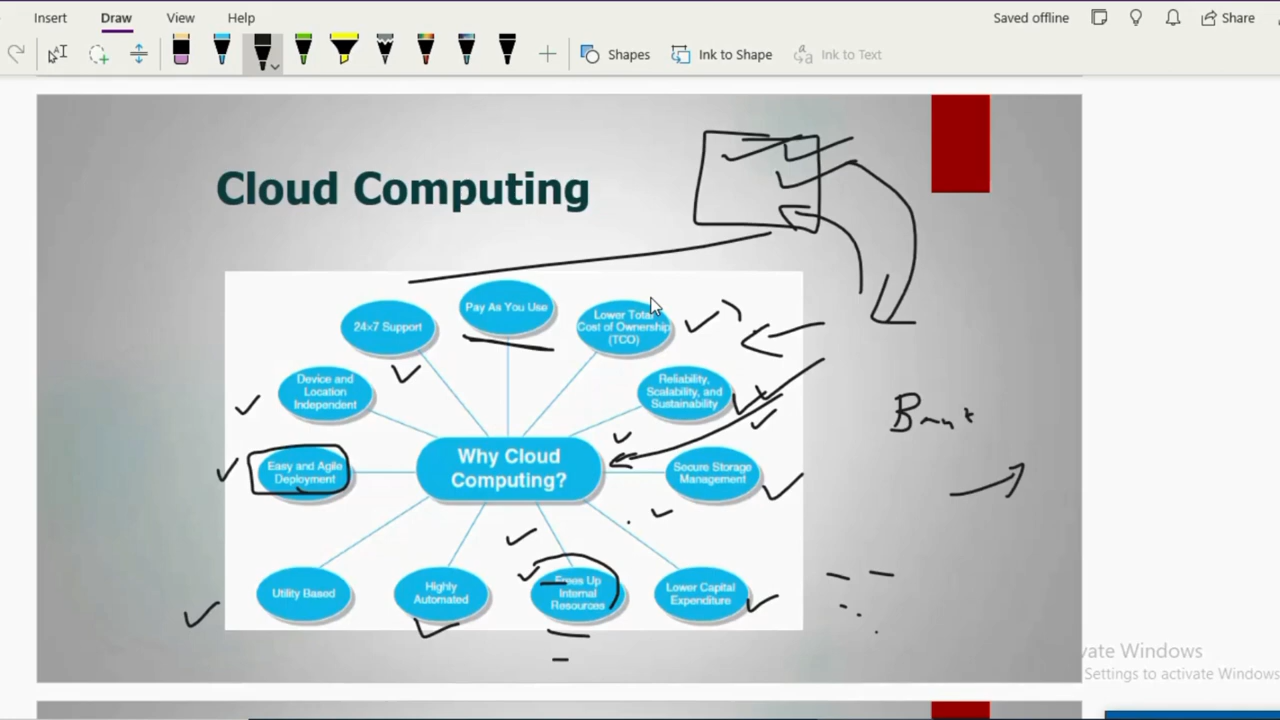 Insert Draw View Help Saved offline Share
Shapes Ink to Shape Ink to Text
Cloud Computing
Pay As You Use
24x7 Support
Lower Total
Cost of Ownership
(TCO)
Device and
Location
Independent
Reliability,
Scalability, and
Sustainability
Why Cloud
Computing?
Easy and Agile
Deployment
Secure Storage
Management
Utility Based
Highly
Automated
Frees Up
Internal
Resources
Lower Capital
Expenditure
vate Windows
Settings to activate Windows